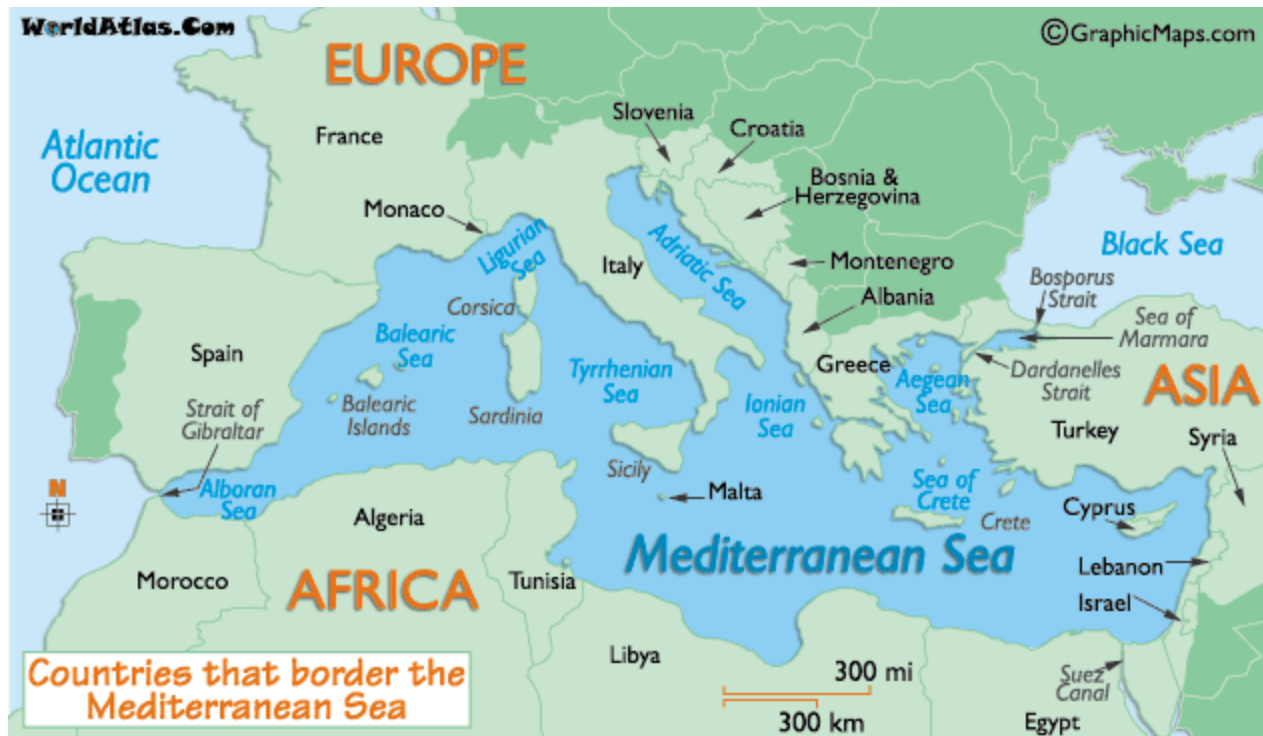 WorldAtlas.Com
©GraphicMaps.com
EUROPE
Atlantic
Ocean
France
Slovenia
Croatia
Bosnia &
Herzegovina
Monaco
Ligurian
Sea
Italy
Adriatic Sea
Montenegro
Albania
Black Sea
Bosporus
Strait
Sea of
Marmara
Corsica
Balearic
Sea
Spain
Tyrrhenian
Sea
Greece
Aegean
Sea
Dardanelles
Strait
ASIA
Strait of
Gibraltar
Balearic
Islands
Sardinia
Ionian
Sea
Turkey
Syria
Sicily
Malta
Sea of
Crete
Crete
Cyprus
N
Alboran
Sea
Algeria
Mediterranean Sea
Lebanon
Morocco
AFRICA
Tunisia
Israel
Libya
300 mi
300 km
Suez
Canal
Egypt
Countries that border the
Mediterranean Sea